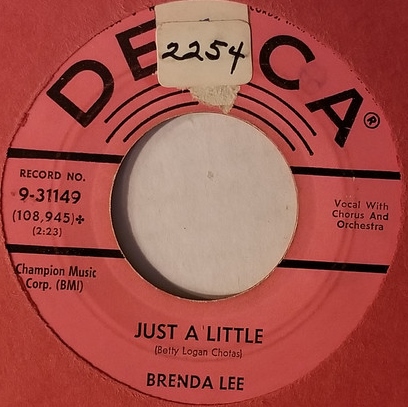 DECCA®
2254
RECORD NO.
9-31149
(108,945)✢
(2:23)
Vocal With
Chorus And
Orchestra
Champion Music
Corp. (BMI)
JUST A LITTLE
(Betty Logan Chotas)
BRENDA LEE